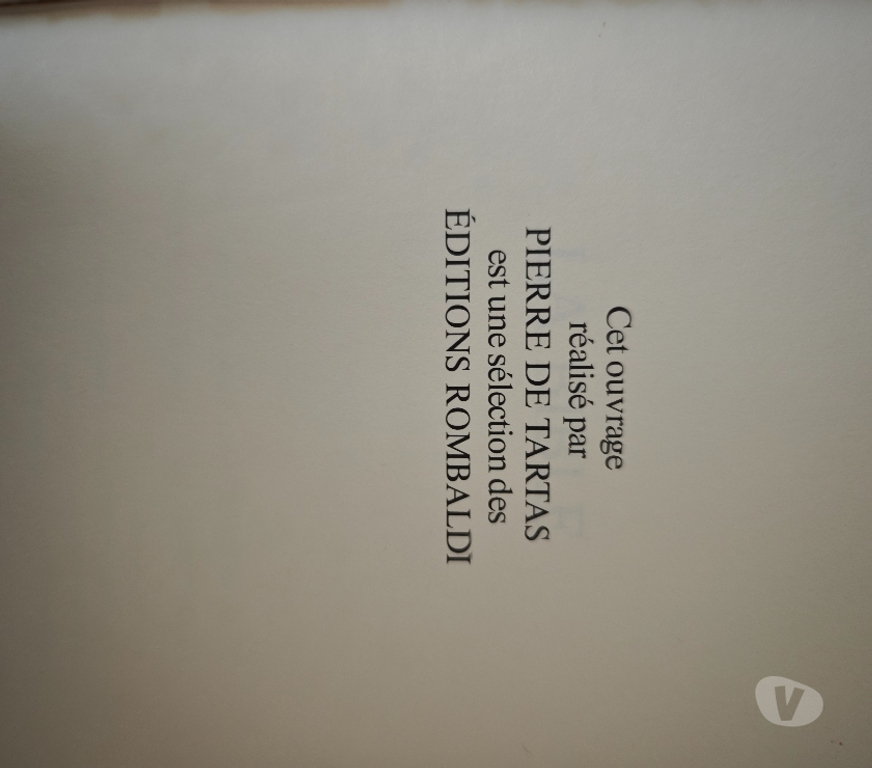 Cet ouvrage
réalisé par
PIERRE DE TARTAS
est une sélection des
ÉDITIONS ROMBALDI
V